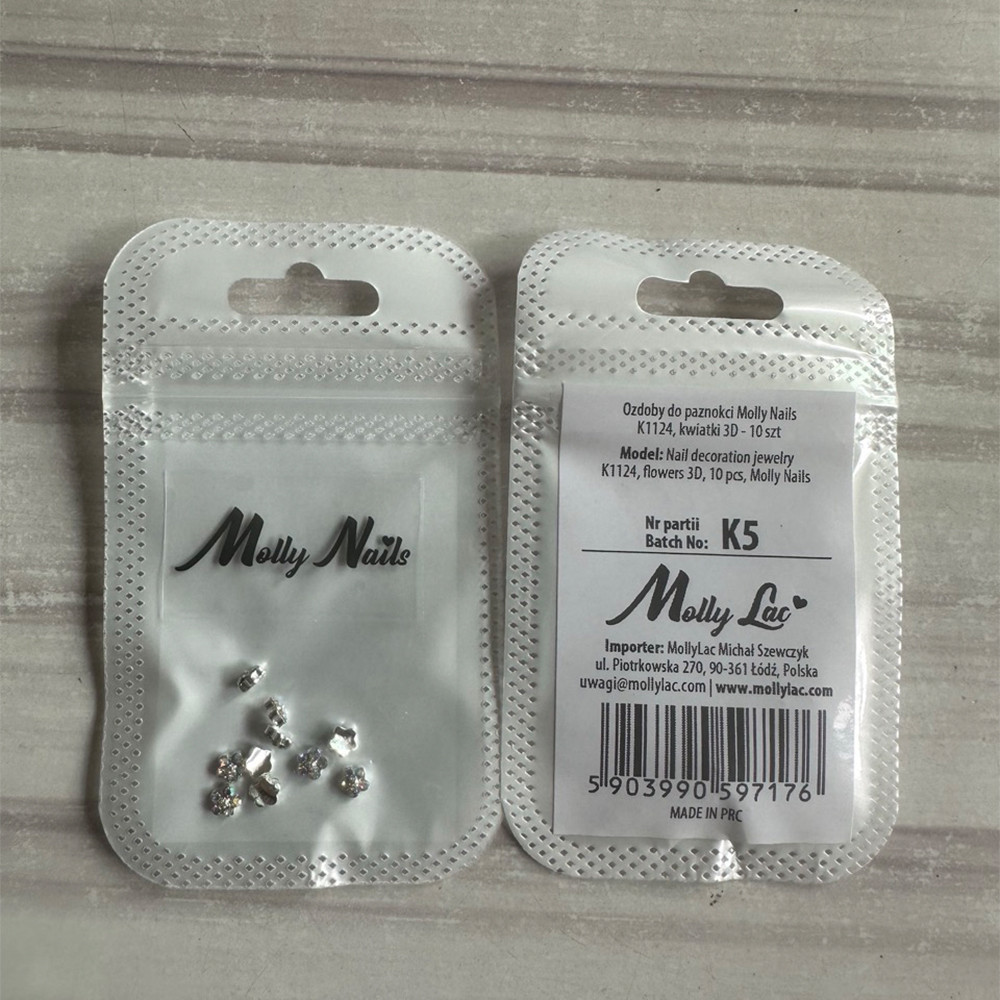 Molly Nails
Ozdoby do paznokci Molly Nails
K1124, kwiatki 3D - 10 szt
Model: Nail decoration jewelry
K1124, flowers 3D, 10 pcs, Molly Nails
Nr partii
Batch No: K5
Molly Lac
Importer: MollyLac Michał Szewczyk
ul. Piotrkowska 270, 90-361 Łódź, Polska
uwagi@mollylac.com | www.mollylac.com
5 903990 597176
MADE IN PRC